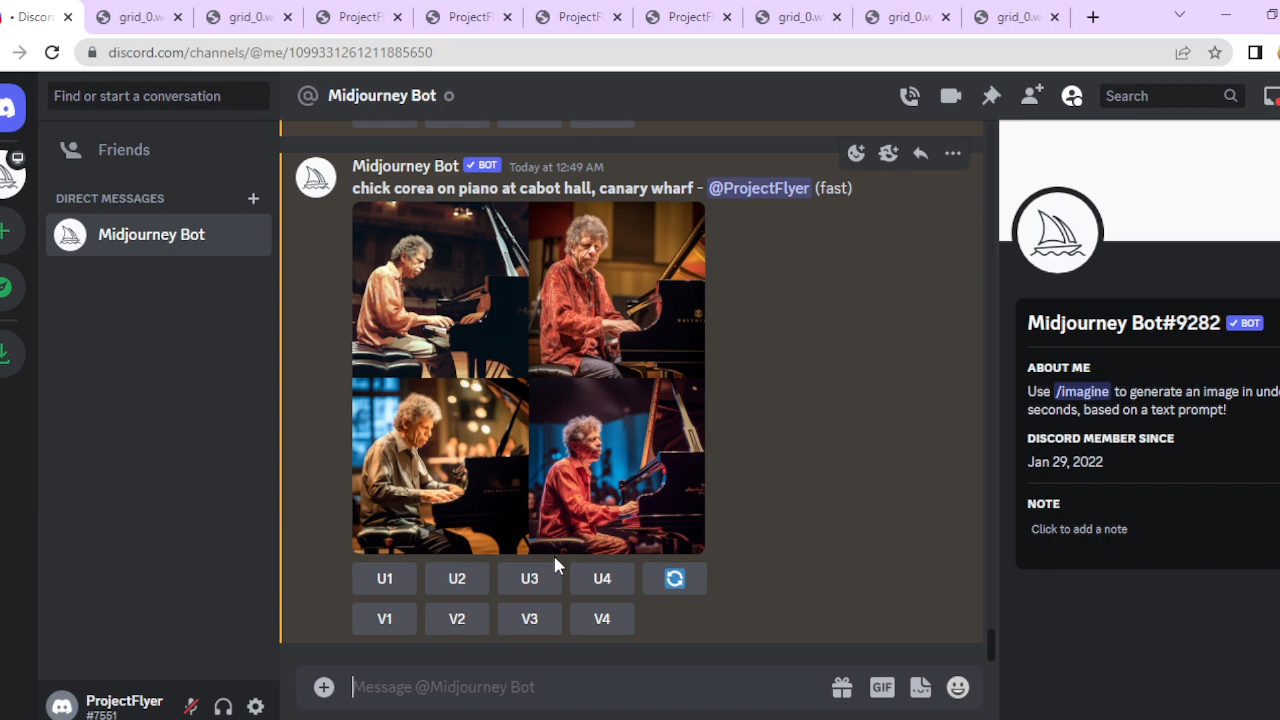 Discord
grid_0.w
grid_0.w
ProjectFl
ProjectFl
ProjectFl
ProjectFl
grid_0.w
grid_0.w
grid_0.w
discord.com/channels/@me/1099331261211885650
Find or start a conversation
Midjourney Bot
Search
Friends
DIRECT MESSAGES
Midjourney Bot
Midjourney Bot BOT Today at 12:49 AM
chick corea on piano at cabot hall, canary wharf - @ProjectFlyer (fast)
U1 U2 U3 U4
V1 V2 V3 V4
Message @Midjourney Bot
GIF
ProjectFlyer
#7551
Midjourney Bot#9282 BOT
ABOUT ME
Use /imagine to generate an image in und
seconds, based on a text prompt!
DISCORD MEMBER SINCE
Jan 29, 2022
NOTE
Click to add a note